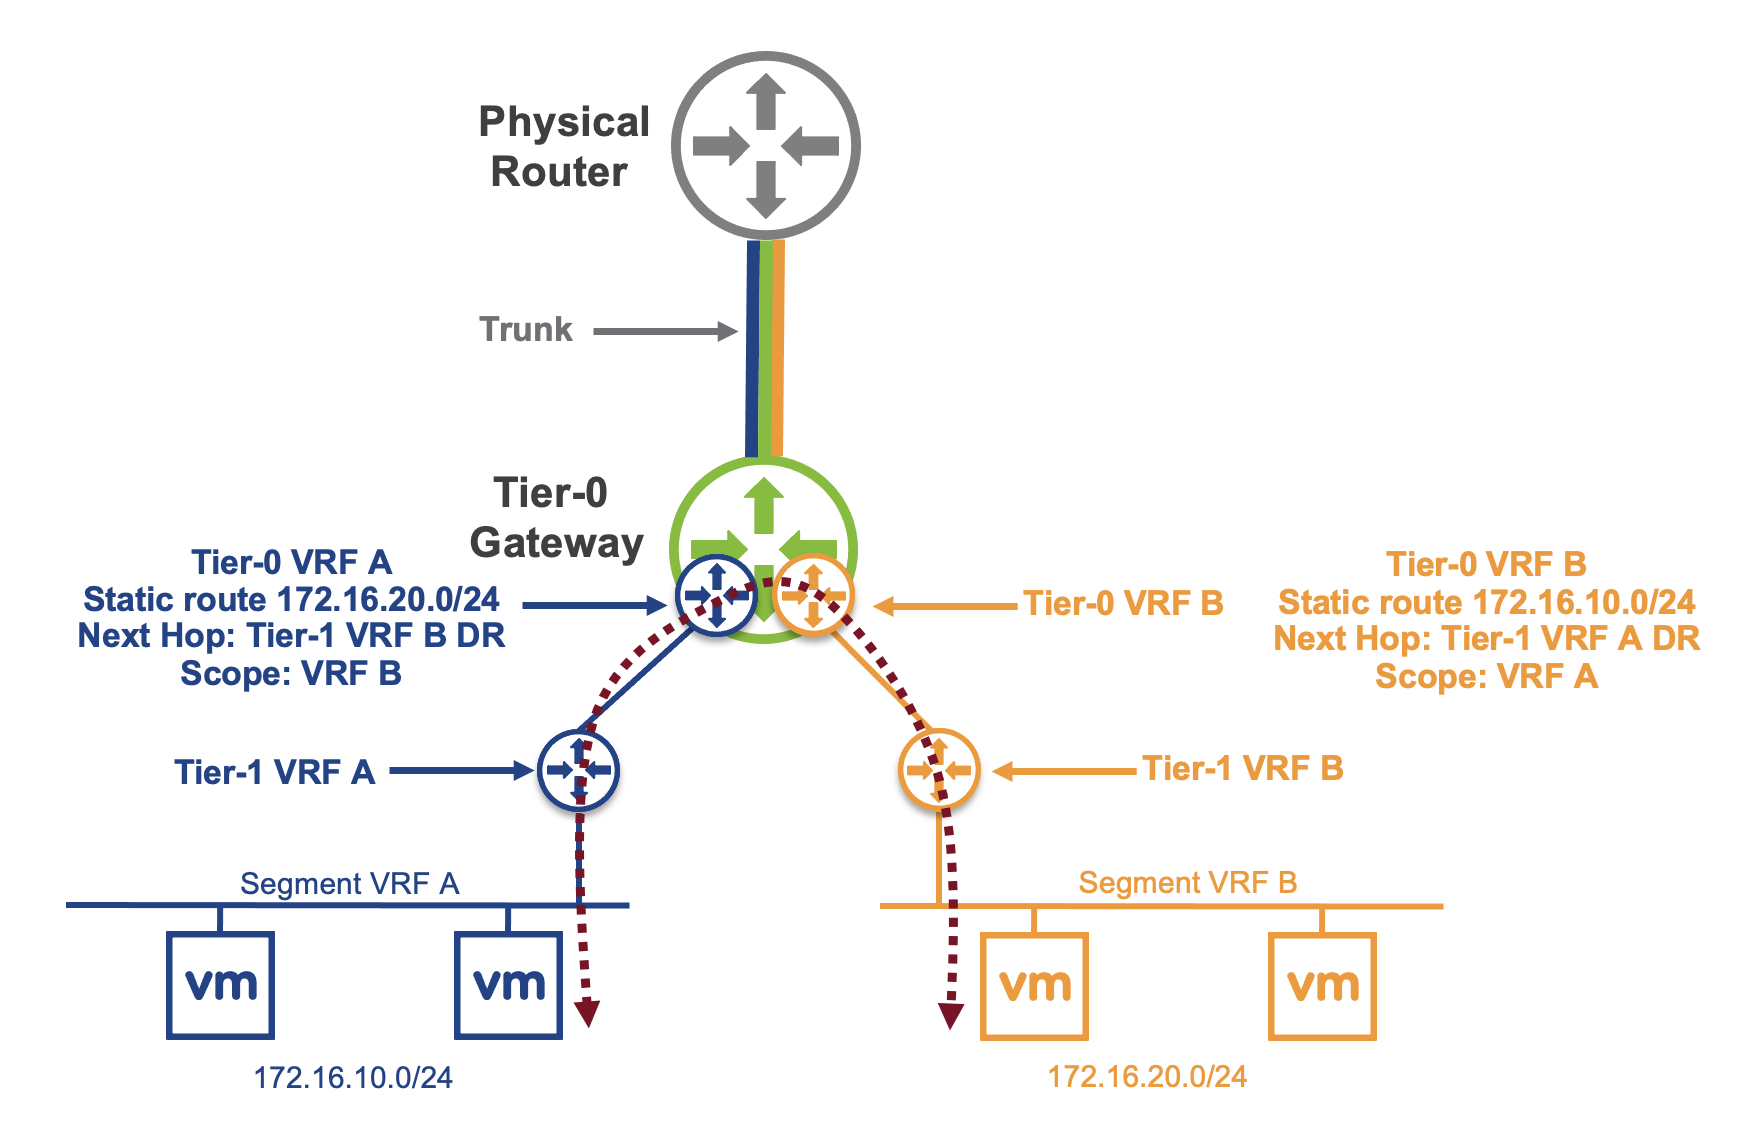 Physical
Router
Trunk
Tier-0
Gateway
Tier-0 VRF A
Static route 172.16.20.0/24
Next Hop: Tier-1 VRF B DR
Scope: VRF B
Tier-0 VRF B
Tier-0 VRF B
Static route 172.16.10.0/24
Next Hop: Tier-1 VRF A DR
Scope: VRF A
Tier-1 VRF A
Tier-1 VRF B
Segment VRF A
Segment VRF B
vm
vm
vm
vm
172.16.10.0/24
172.16.20.0/24